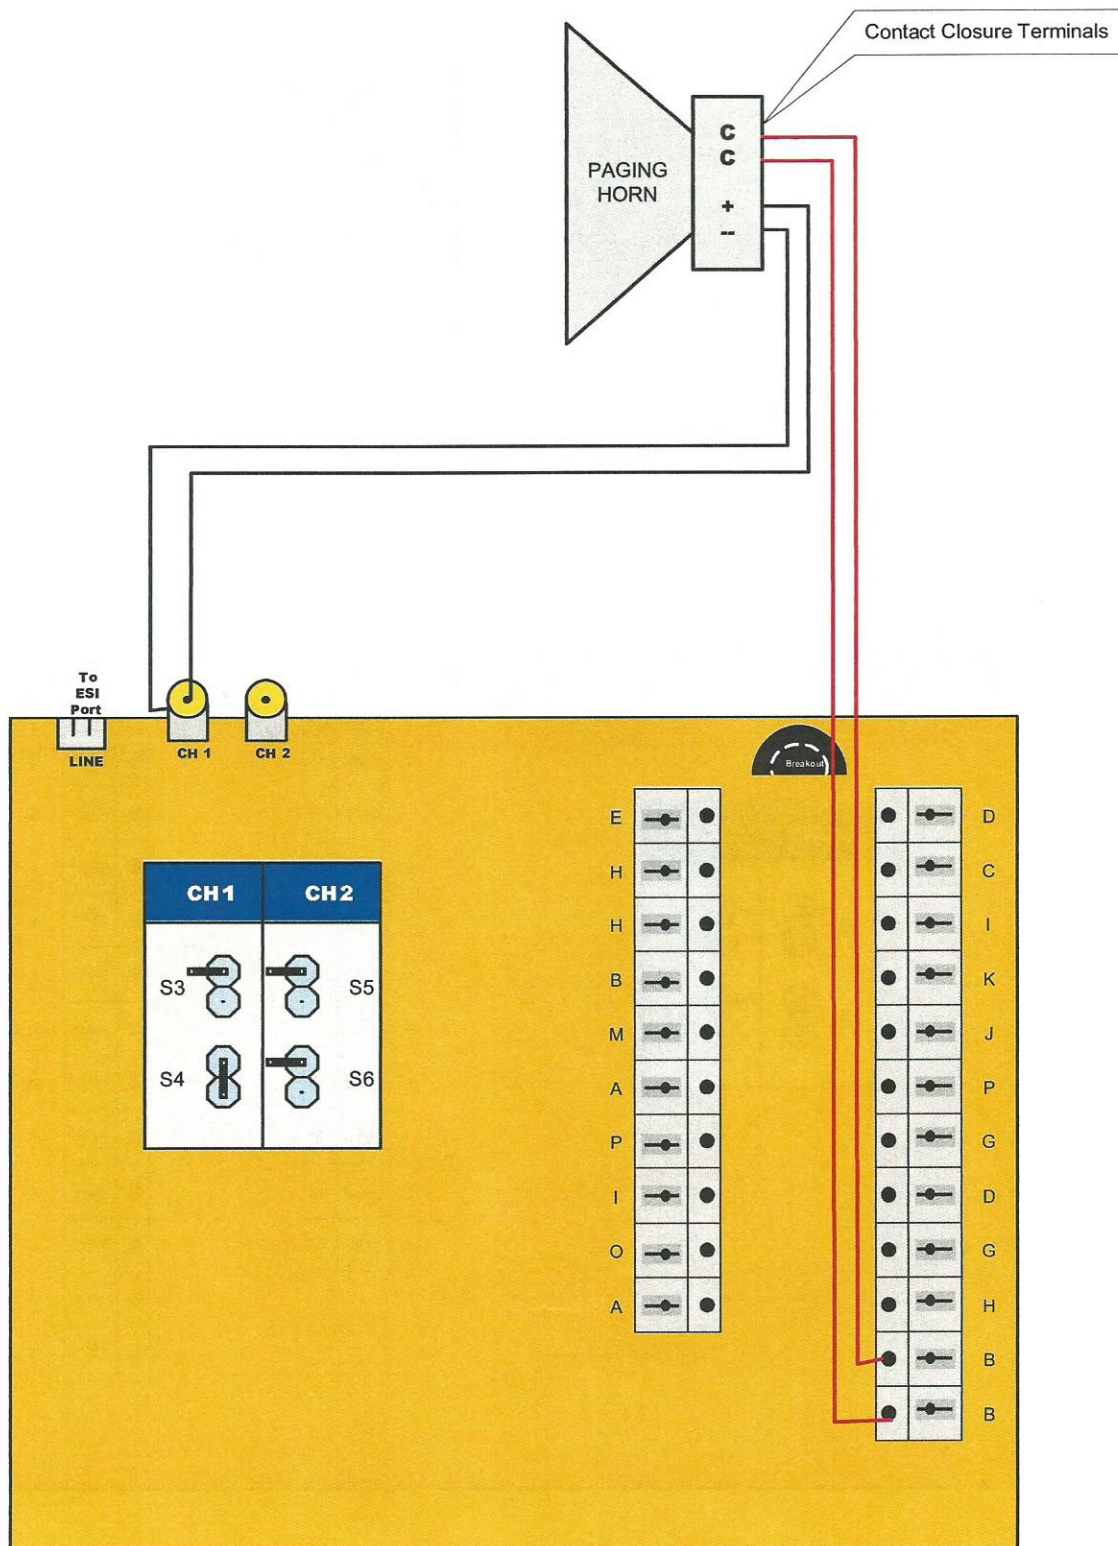 Contact Closure Terminals
C
C
PAGING
HORN
+
--
To
ESI
Port
LINE
CH 1
CH 2
Breakout
E
H
H
B
M
A
P
I
O
A
D
C
I
K
J
P
G
D
G
H
B
B
CH1
CH2
S3
S5
S4
S6